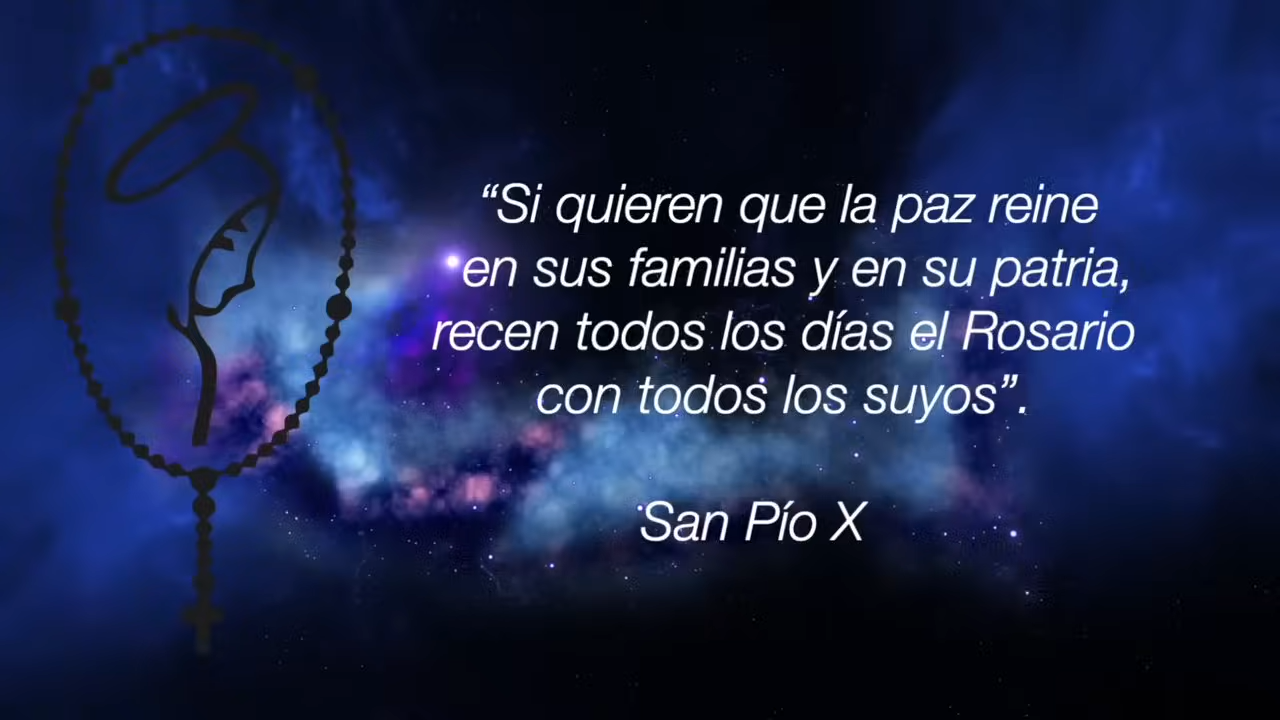 “Si quieren que la paz reine
en sus familias y en su patria,
recen todos los días el Rosario
con todos los suyos”.
San Pío X